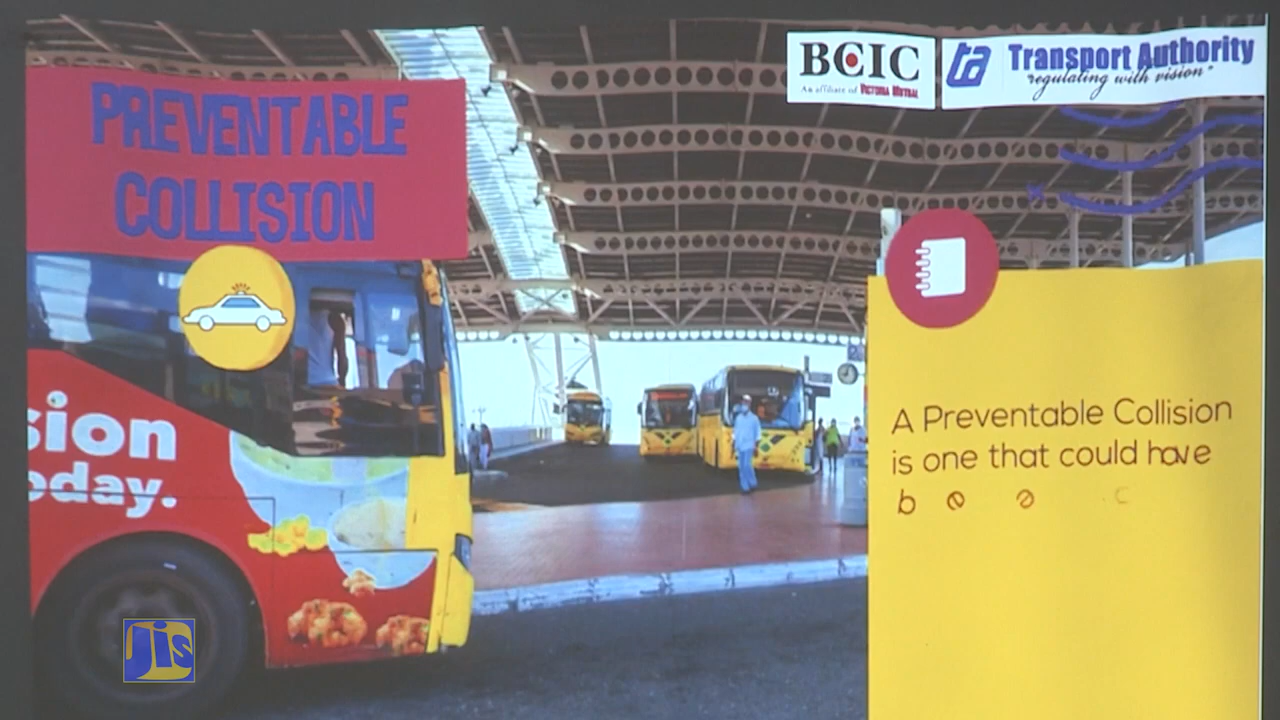 PREVENTABLE
COLLISION
BCIC
An affiliate of VICTORIA MUTUAL
ta Transport Authority
"regulating with vision"
sion
oday.
A Preventable Collision
is one that could have
b e e c
JIS